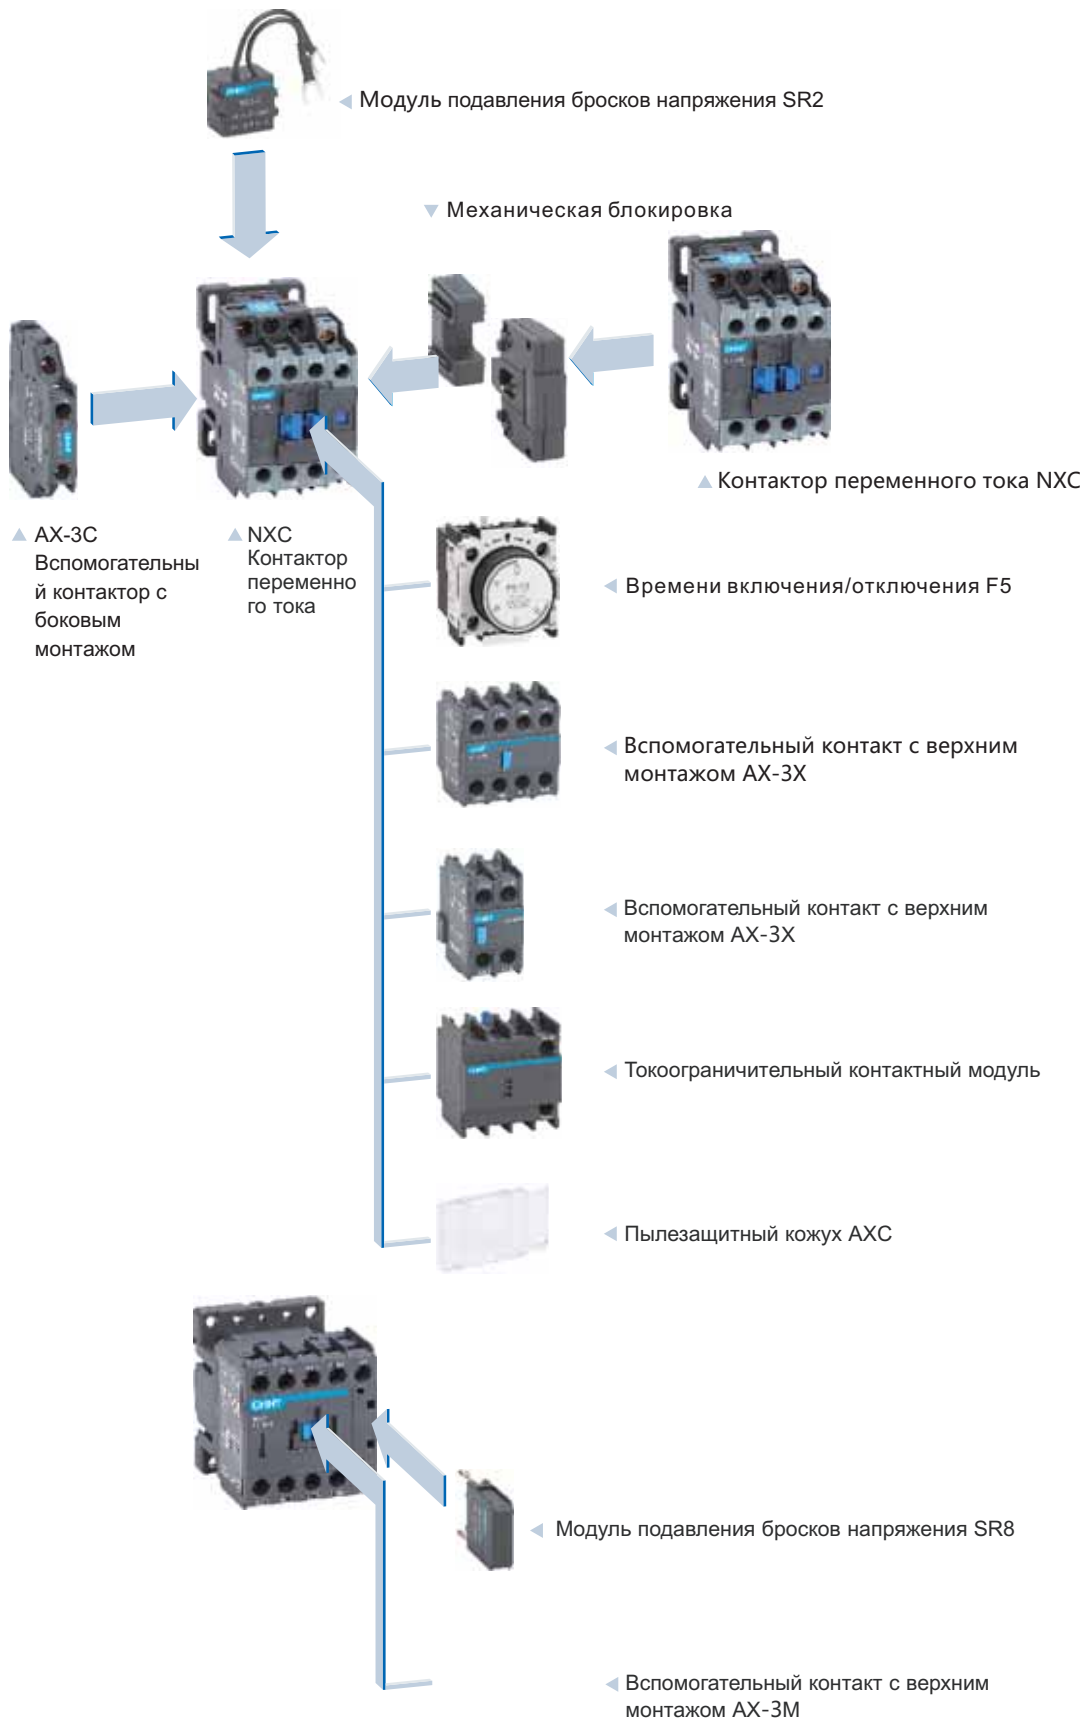 Модуль подавления бросков напряжения SR2
Механическая блокировка
Контактор переменного тока NXC
AX-3C
Вспомогательны
й контактор с
боковым
монтажом
NXC
Контактор
переменно
го тока
Времени включения/отключения F5
Вспомогательный контакт с верхним
монтажом AX-3X
Вспомогательный контакт с верхним
монтажом AX-3X
Токоограничительный контактный модуль
Пылезащитный кожух AXC
CHNT
Модуль подавления бросков напряжения SR8
Вспомогательный контакт с верхним
монтажом AX-3M